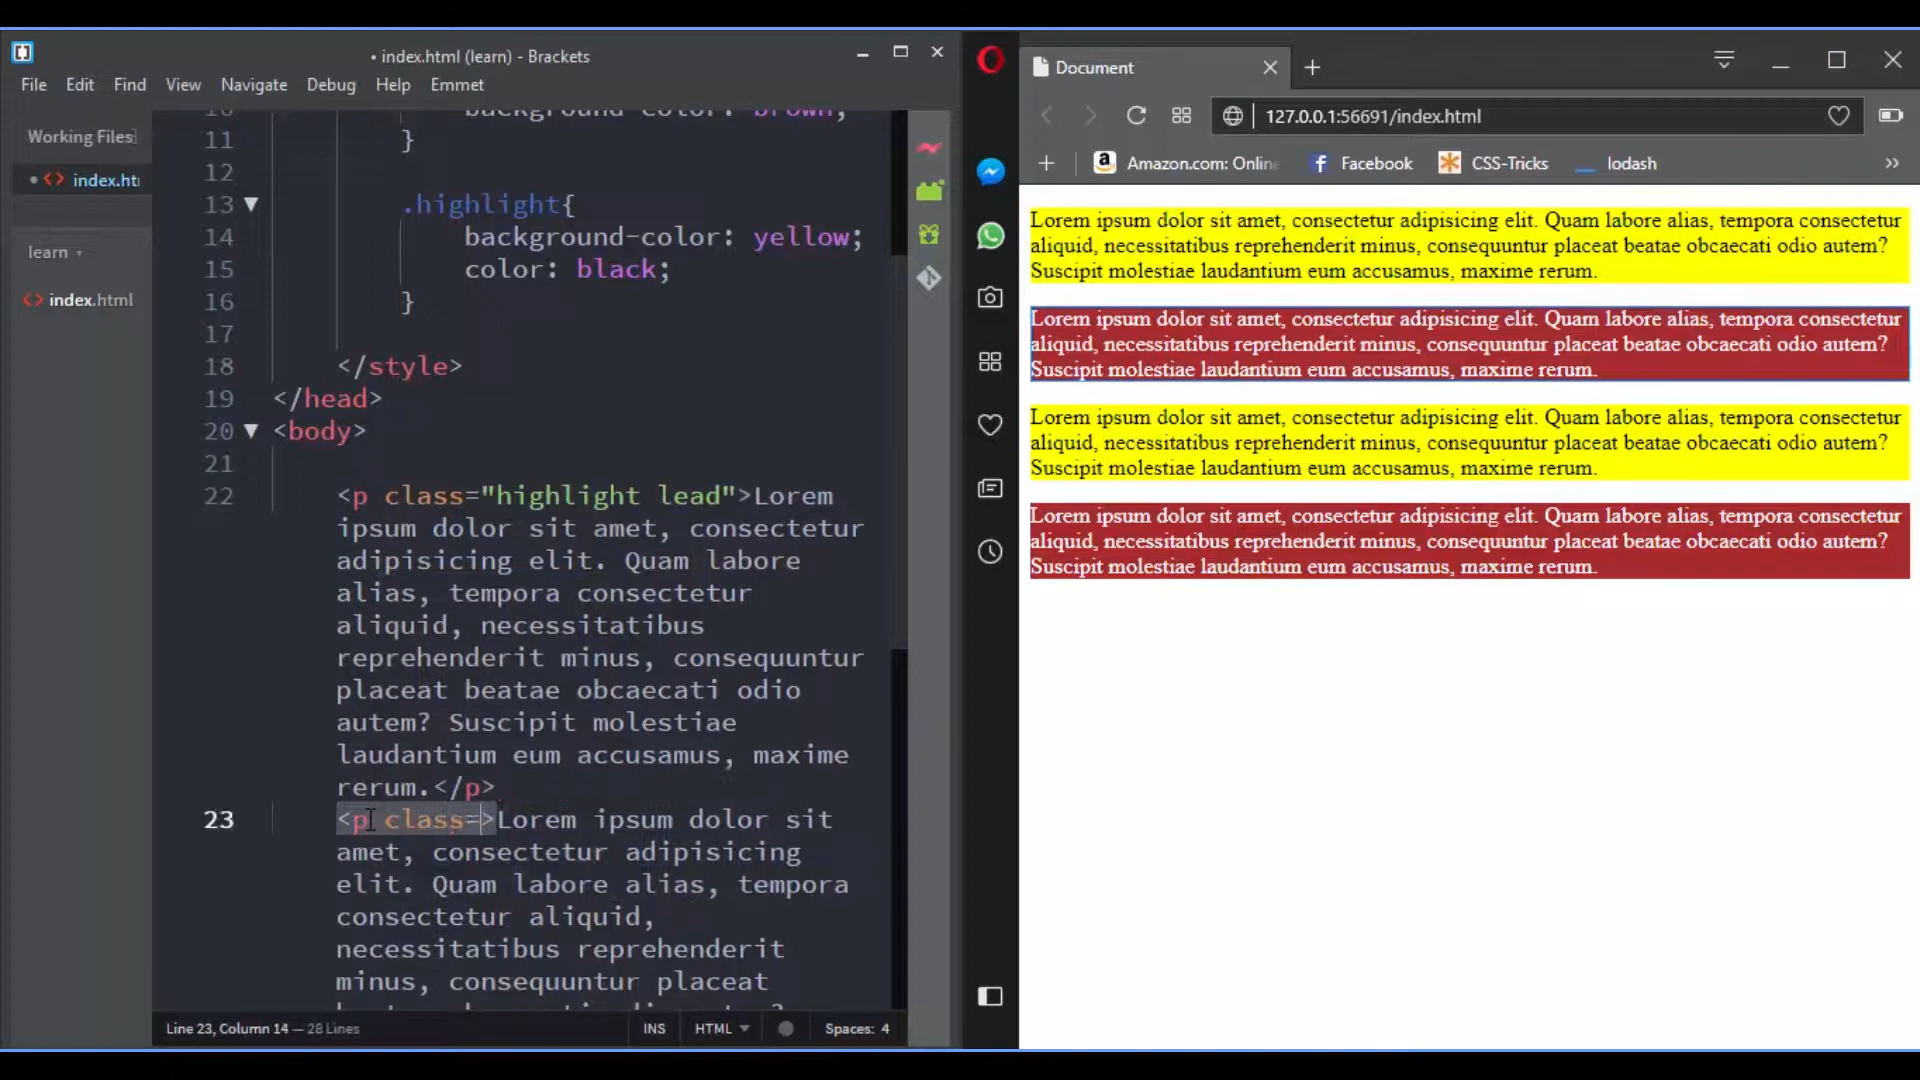 • index.html (learn) - Brackets
File Edit Find View Navigate Debug Help Emmet
Working Files
• <> index.ht
learn
<> index.html
10 background-color: brown;
11 }
12
13 .highlight{
14 background-color: yellow;
15 color: black;
16 }
17
18 </style>
19 </head>
20 <body>
21
22 <p class="highlight lead">Lorem
ipsum dolor sit amet, consectetur
adipisicing elit. Quam labore
alias, tempora consectetur
aliquid, necessitatibus
reprehenderit minus, consequuntur
placeat beatae obcaecati odio
autem? Suscipit molestiae
laudantium eum accusamus, maxime
rerum.</p>
23 <p class=>Lorem ipsum dolor sit
amet, consectetur adipisicing
elit. Quam labore alias, tempora
consectetur aliquid,
necessitatibus reprehenderit
minus, consequuntur placeat
Line 23, Column 14 — 28 Lines
INS HTML Spaces: 4
Document
127.0.0.1:56691/index.html
Amazon.com: Online Facebook CSS-Tricks lodash »
Lorem ipsum dolor sit amet, consectetur adipisicing elit. Quam labore alias, tempora consectetur
aliquid, necessitatibus reprehenderit minus, consequuntur placeat beatae obcaecati odio autem?
Suscipit molestiae laudantium eum accusamus, maxime rerum.
Lorem ipsum dolor sit amet, consectetur adipisicing elit. Quam labore alias, tempora consectetur
aliquid, necessitatibus reprehenderit minus, consequuntur placeat beatae obcaecati odio autem?
Suscipit molestiae laudantium eum accusamus, maxime rerum.
Lorem ipsum dolor sit amet, consectetur adipisicing elit. Quam labore alias, tempora consectetur
aliquid, necessitatibus reprehenderit minus, consequuntur placeat beatae obcaecati odio autem?
Suscipit molestiae laudantium eum accusamus, maxime rerum.
Lorem ipsum dolor sit amet, consectetur adipisicing elit. Quam labore alias, tempora consectetur
aliquid, necessitatibus reprehenderit minus, consequuntur placeat beatae obcaecati odio autem?
Suscipit molestiae laudantium eum accusamus, maxime rerum.